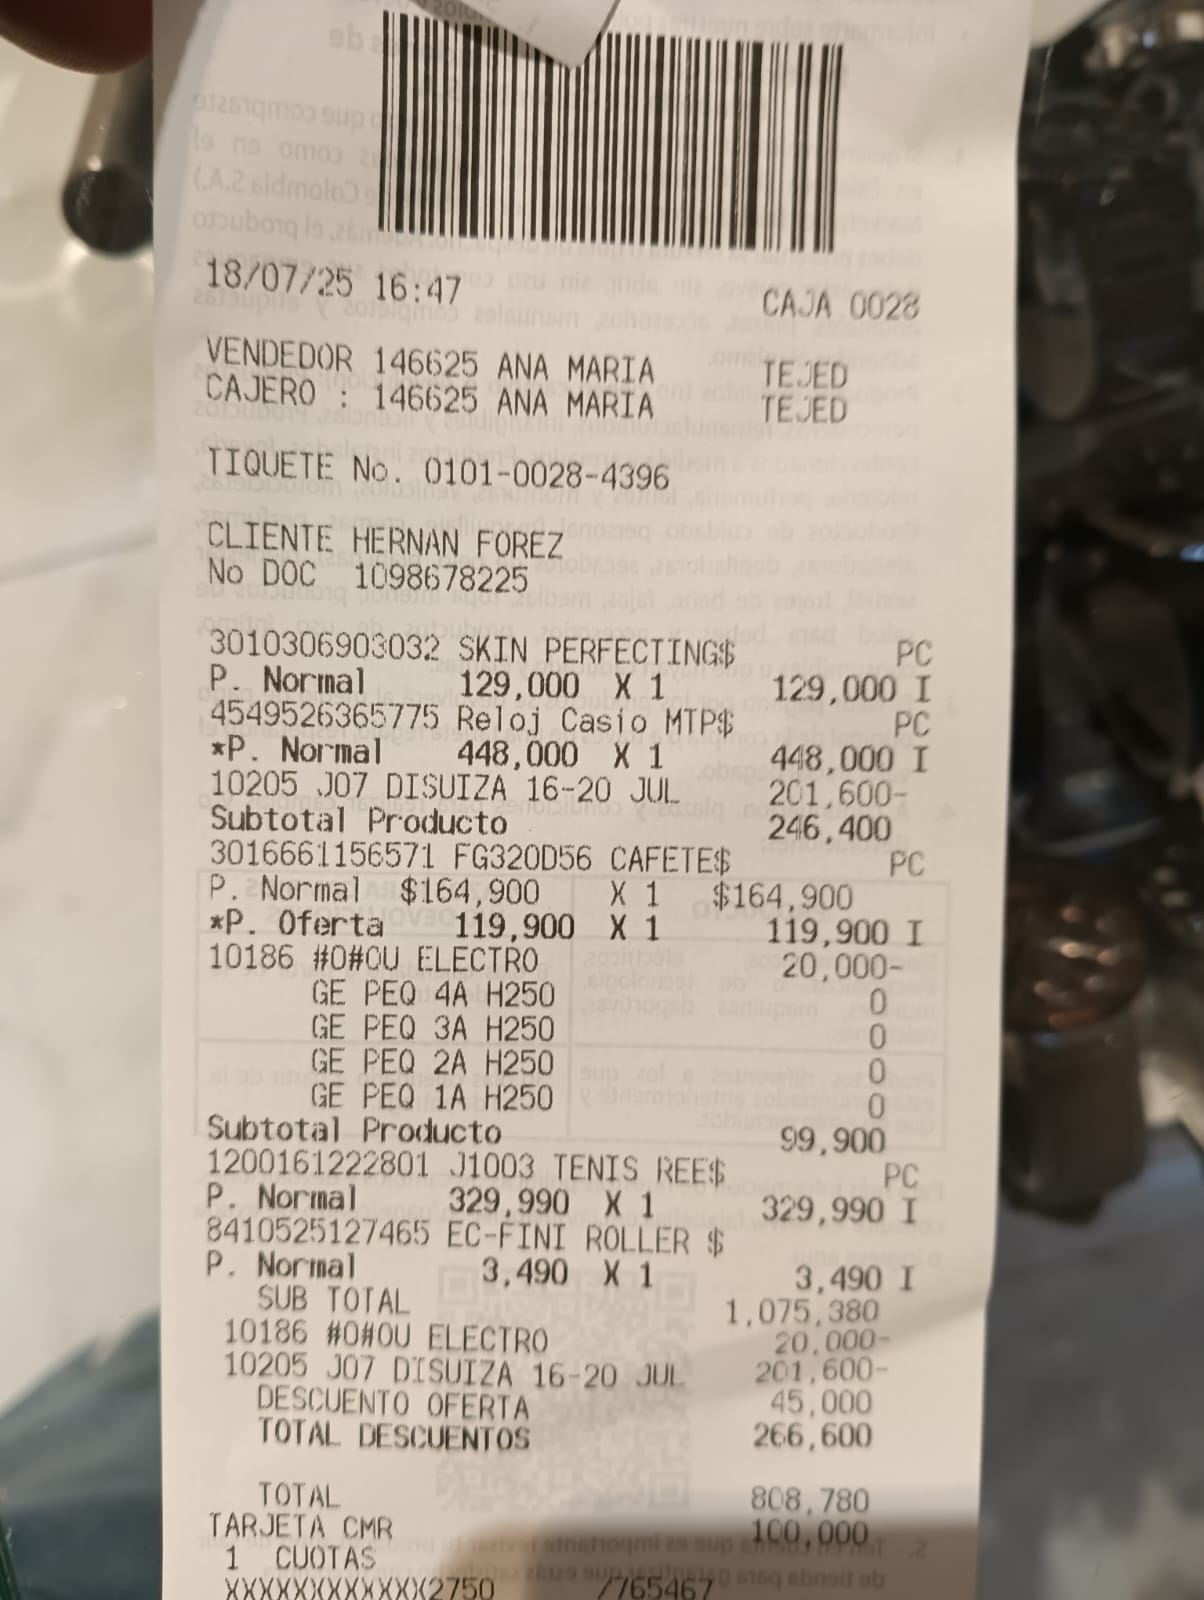 18/07/25 16:47 CAJA 0028
VENDEDOR 146625 ANA MARIA TEJED
CAJERO : 146625 ANA MARIA TEJED
TIQUETE No. 0101-0028-4396
CLIENTE HERNAN FOREZ
No DOC 1098678225
3010306903032 SKIN PERFECTING$ PC
P. Normal 129,000 X 1 129,000 I
4549526365775 Reloj Casio MTP$ PC
*P. Normal 448,000 X 1 448,000 I
10205 J07 DISUIZA 16-20 JUL 201,600-
Subtotal Producto 246,400
3016661156571 FG320D56 CAFETE$ PC
P. Normal $164,900 X 1 $164,900
*P. Oferta 119,900 X 1 119,900 I
10186 #O#OU ELECTRO 20,000-
GE PEQ 4A H250 0
GE PEQ 3A H250 0
GE PEQ 2A H250 0
GE PEQ 1A H250 0
Subtotal Producto 99,900
1200161222801 J1003 TENIS REE$ PC
P. Normal 329,990 X 1 329,990 I
8410525127465 EC-FINI ROLLER $
P. Normal 3,490 X 1 3,490 I
SUB TOTAL 1,075,380
10186 #O#OU ELECTRO 20,000-
10205 J07 DISUIZA 16-20 JUL 201,600-
DESCUENTO OFERTA 45,000
TOTAL DESCUENTOS 266,600
TOTAL 808,780
TARJETA CMR 100,000
1 CUOTAS
XXXXXXXXXXXX2750 /765467